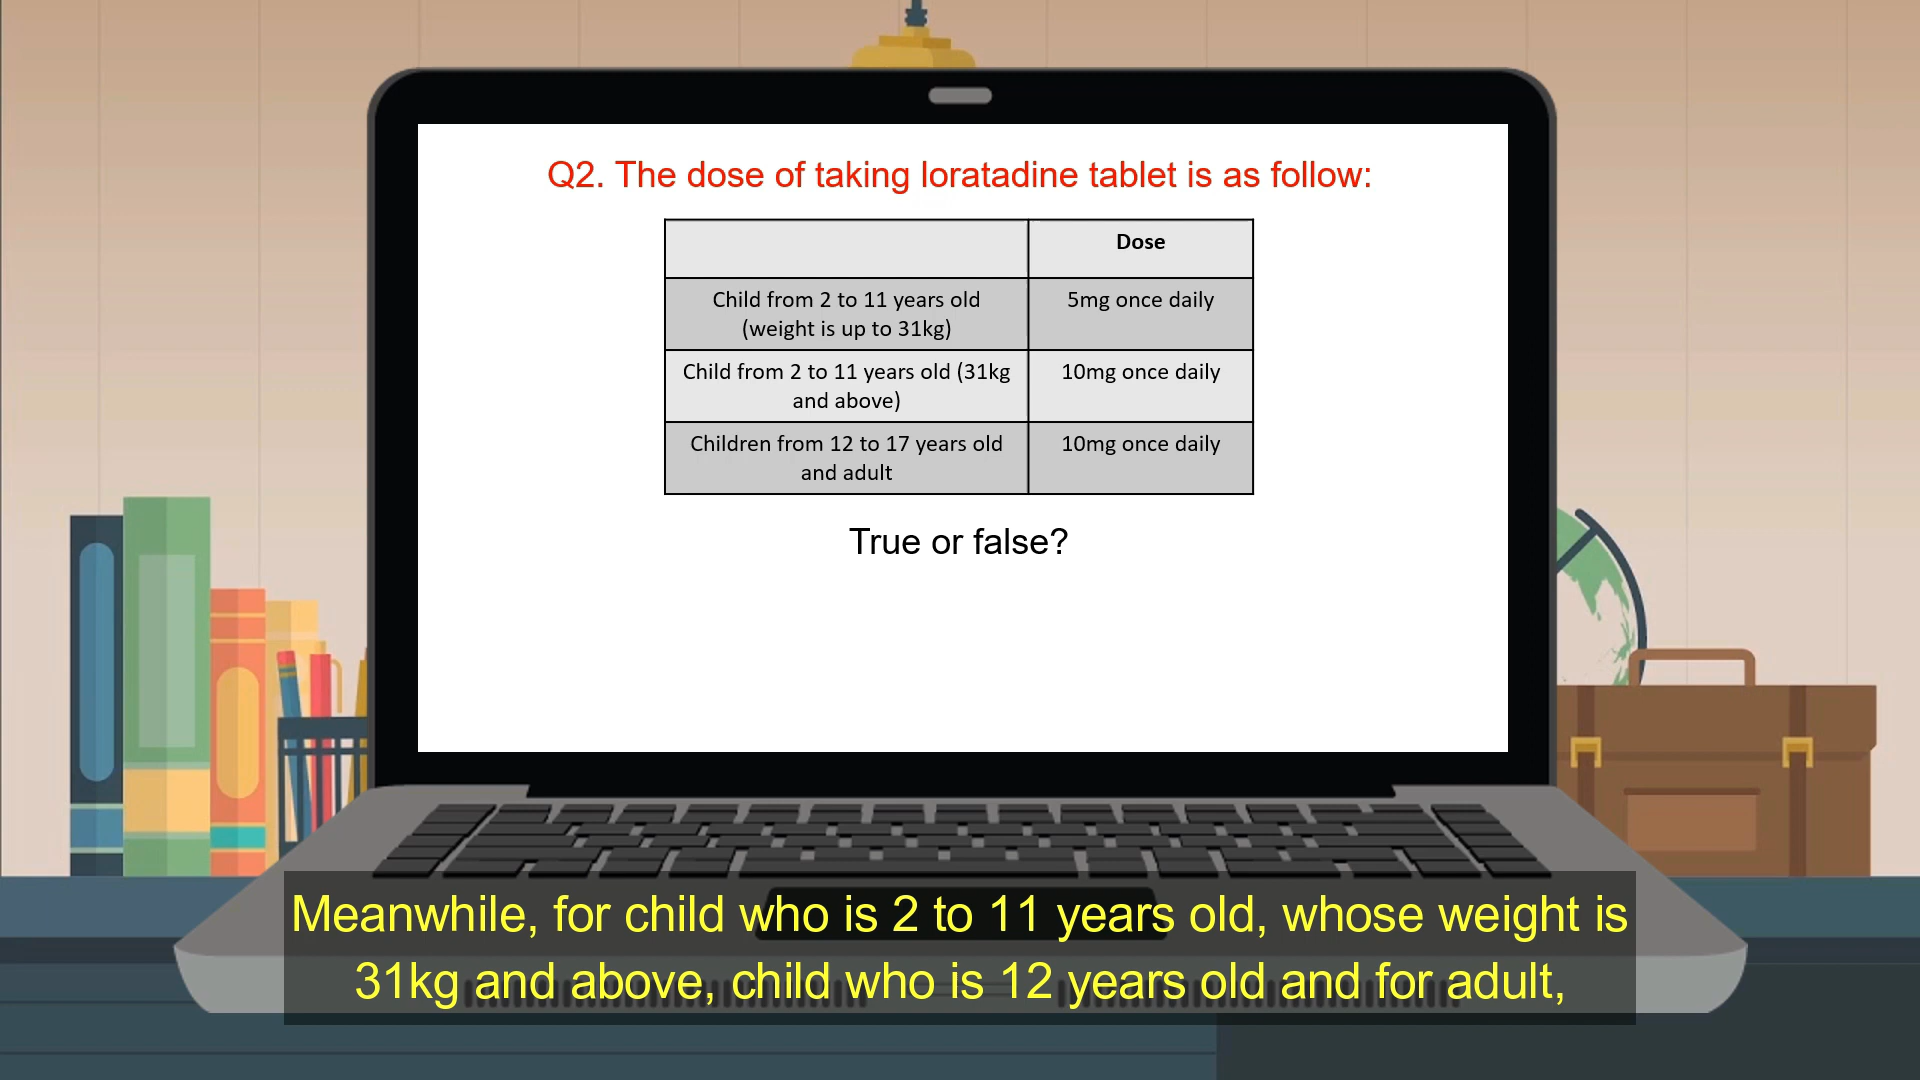 Q2. The dose of taking loratadine tablet is as follow:
Dose
Child from 2 to 11 years old
(weight is up to 31kg)
5mg once daily
Child from 2 to 11 years old (31kg
and above)
10mg once daily
Children from 12 to 17 years old
and adult
10mg once daily
True or false?
Meanwhile, for child who is 2 to 11 years old, whose weight is
31kg and above, child who is 12 years old and for adult,